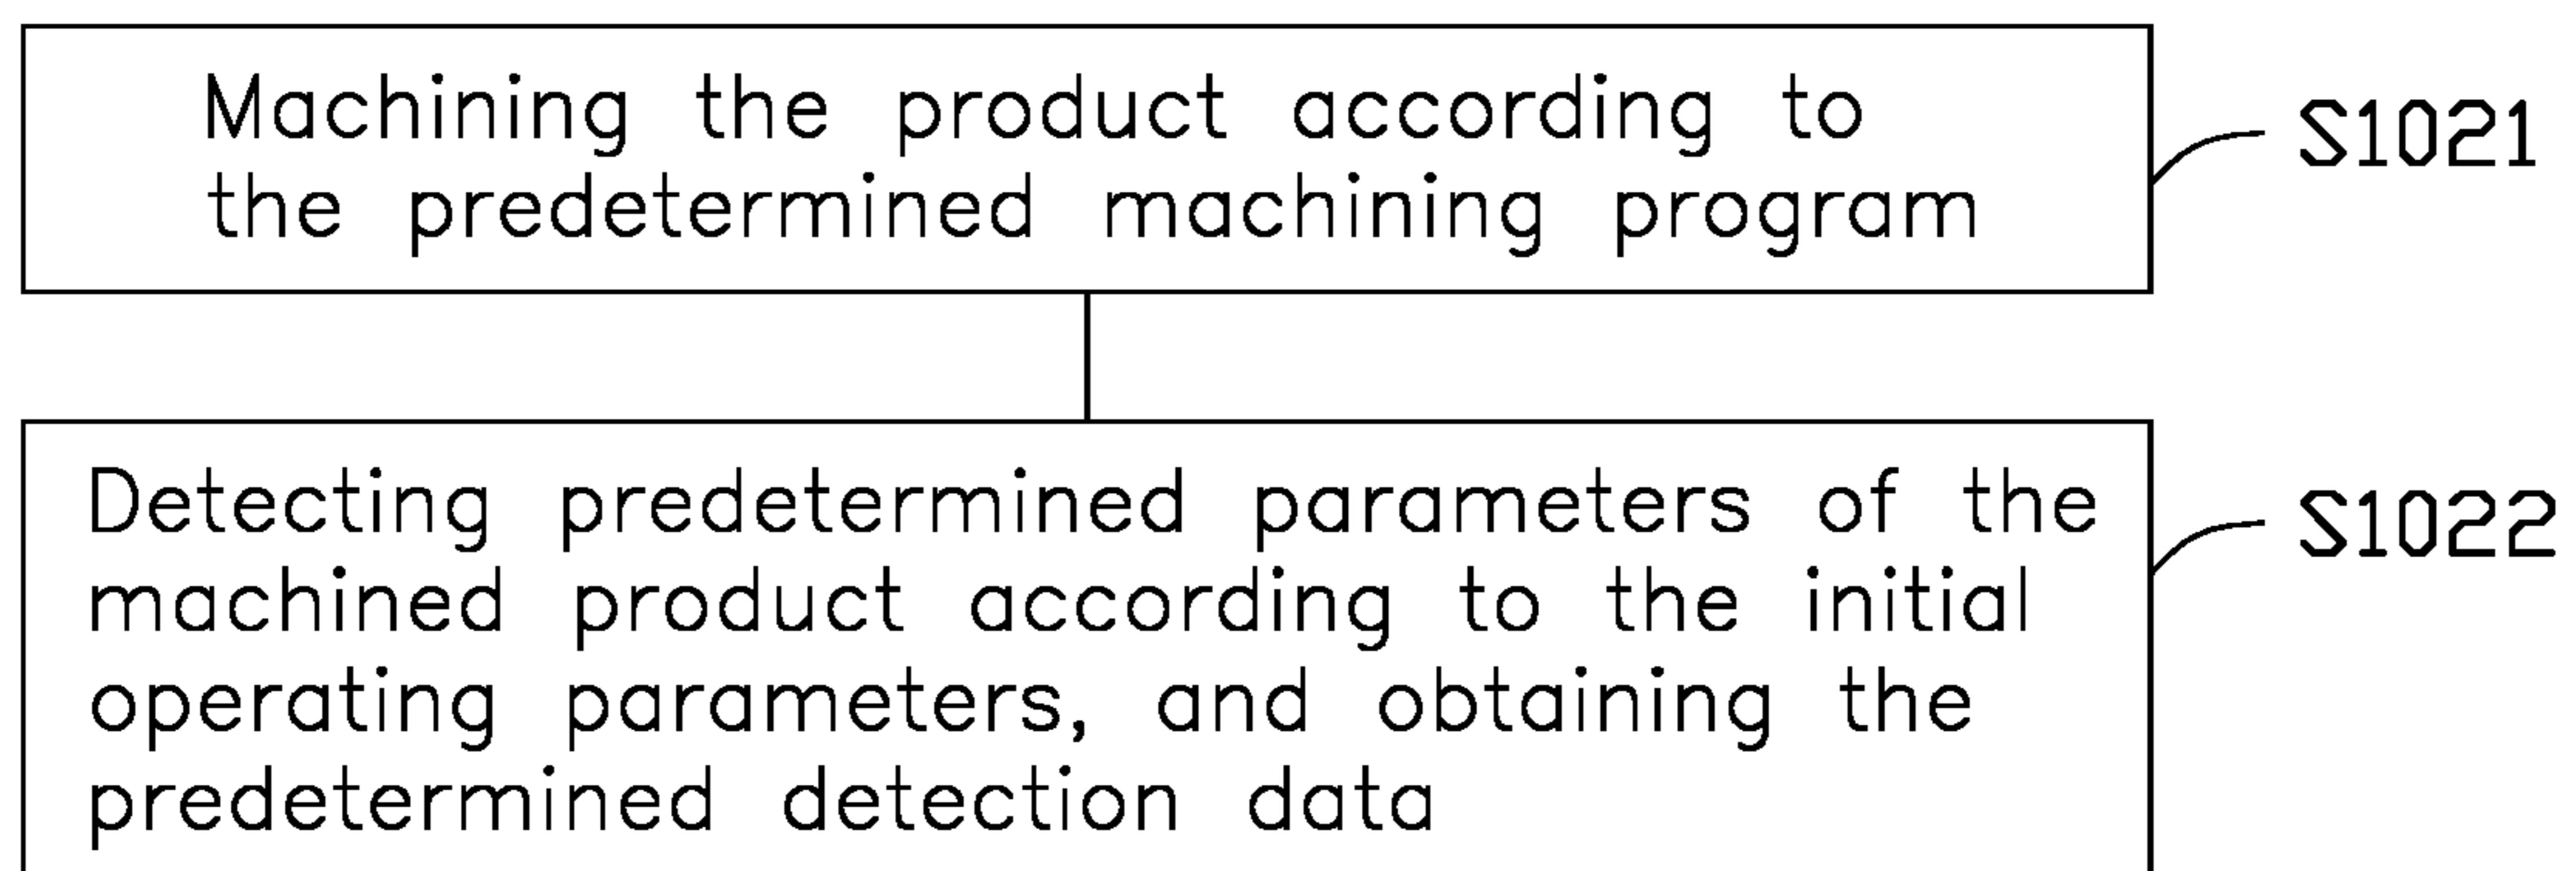 Machining the product according to
the predetermined machining program
S1021
Detecting predetermined parameters of the
machined product according to the initial
operating parameters, and obtaining the
predetermined detection data
S1022